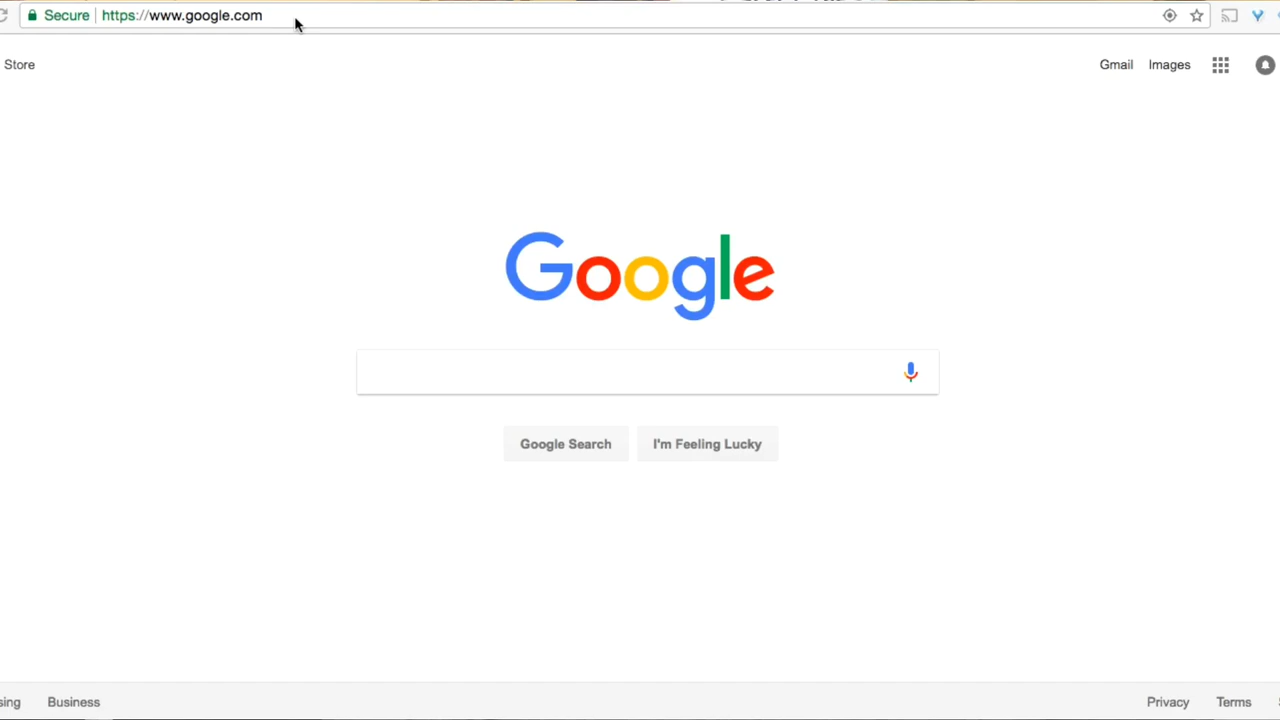 Secure https://www.google.com
Store Gmail Images
Google
Google Search I'm Feeling Lucky
Business Privacy Terms